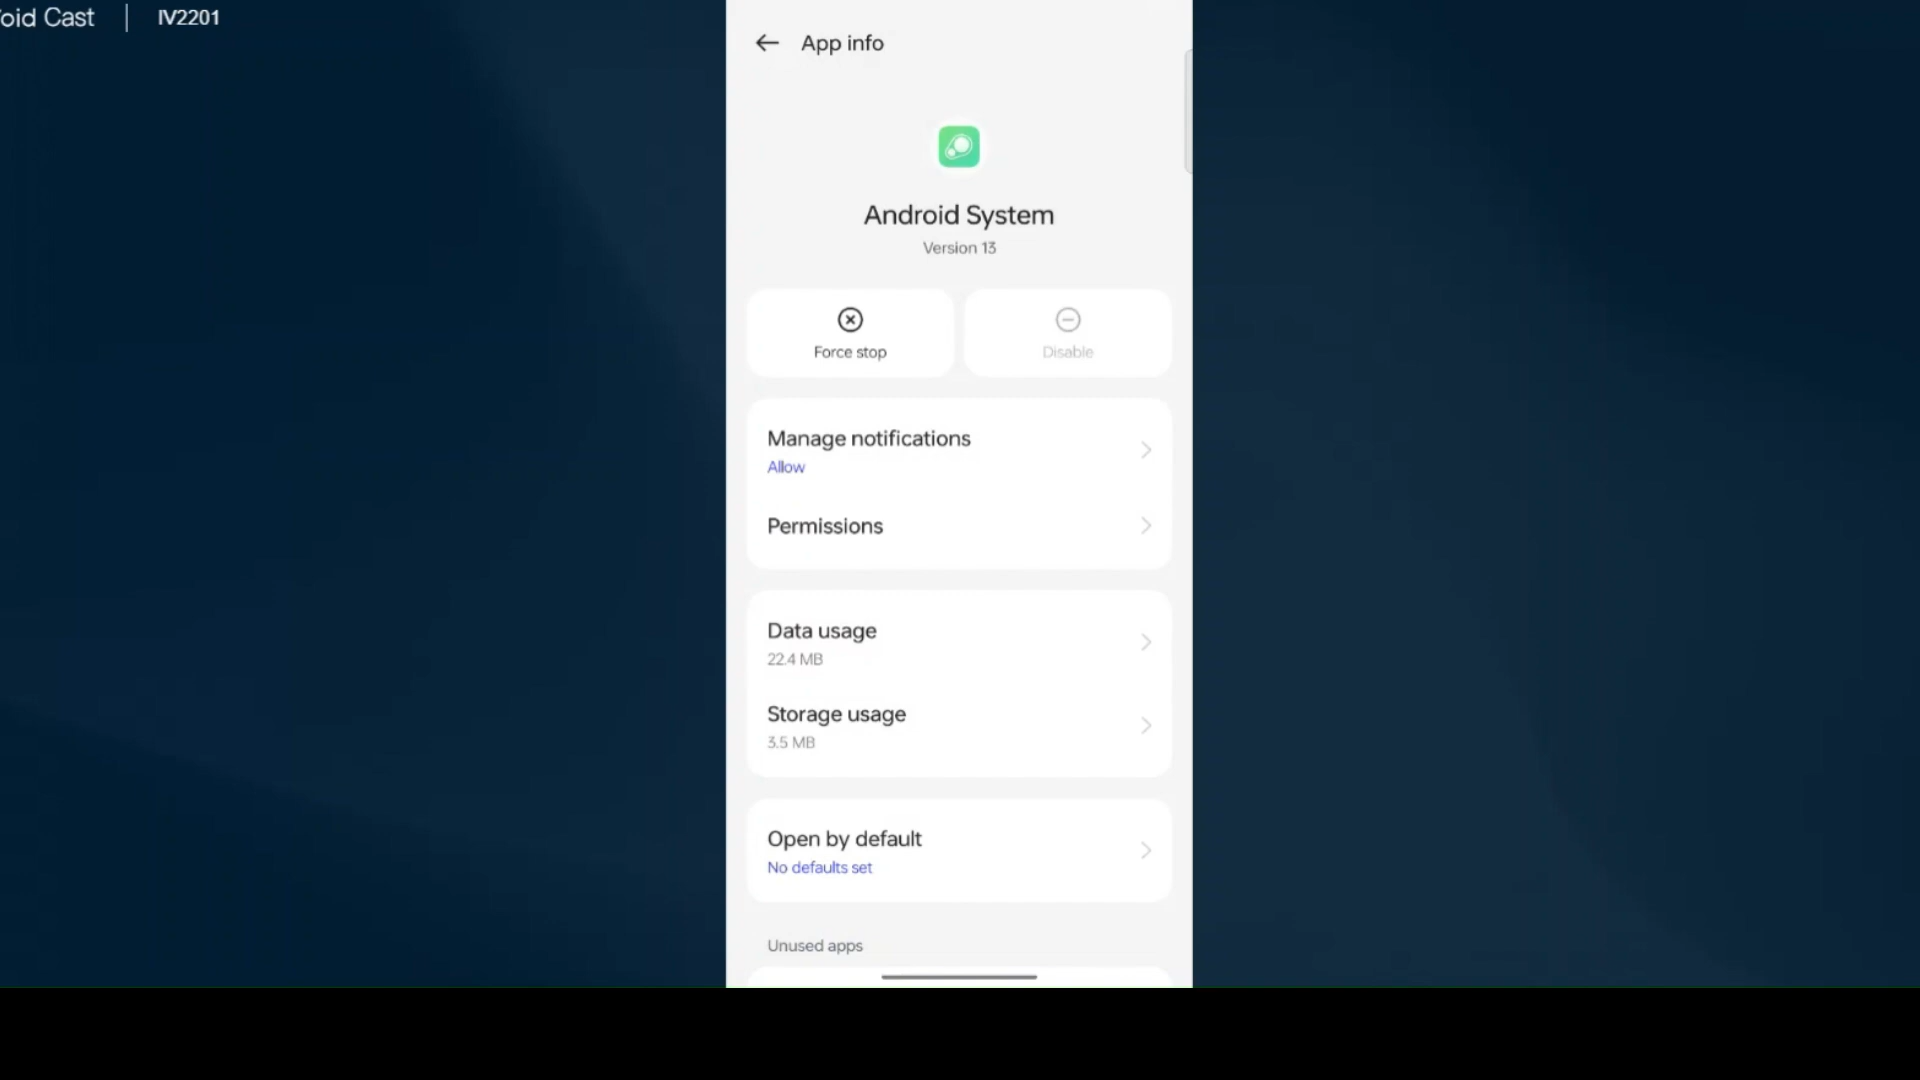 oid Cast | IV2201
App info
Android System
Version 13
Force stop
Disable
Manage notifications
Allow
Permissions
Data usage
22.4 MB
Storage usage
3.5 MB
Open by default
No defaults set
Unused apps